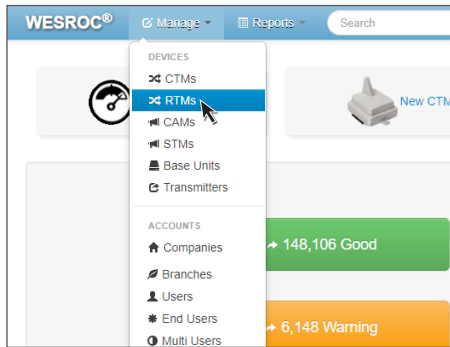 WESROC® Manage Reports Search
DEVICES
CTMs
RTMs
CAMs
STMs
Base Units
Transmitters
ACCOUNTS
Companies
Branches
Users
End Users
Multi Users
New CTM
148,106 Good
6,148 Warning